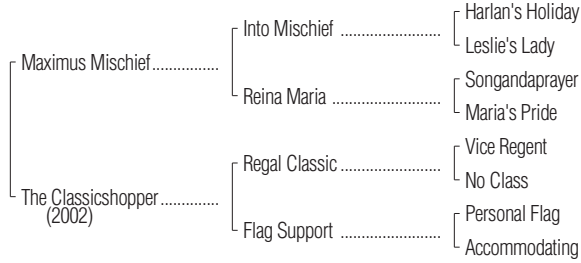 Harlan's Holiday
Into Mischief ........................
Leslie's Lady
Maximus Mischief................
Songandaprayer
Reina Maria ..........................
Maria's Pride
Vice Regent
Regal Classic ........................
No Class
The Classicshopper..............
(2002)
Personal Flag
Flag Support ........................
Accommodating